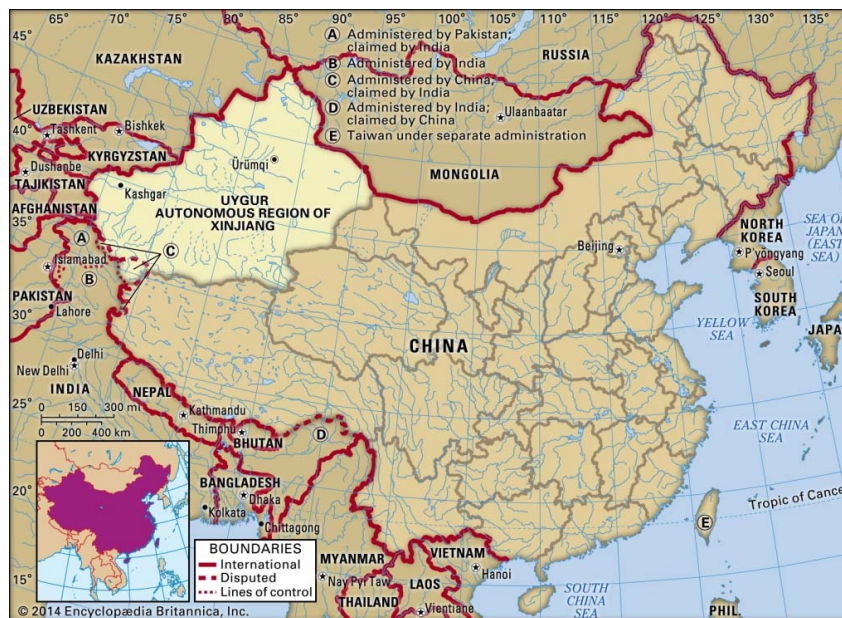 65° 70° 75° 80° 85° 90° 95° 100° 105° 110° 115° 120° 125° 130° 135°
45°
KAZAKHSTAN
A Administered by Pakistan;
claimed by India
B Administered by India
C Administered by China;
claimed by India
D Administered by India;
claimed by China
E Taiwan under separate administration
RUSSIA
Ulaanbaatar
MONGOLIA
UZBEKISTAN
40°
Tashkent
Bishkek
KYRGYZSTAN
Dushanbe
TAJIKISTAN
AFGHANISTAN
35°
Ürümqi
Kashgar
UYGUR
AUTONOMOUS REGION OF
XINJIANG
A
C
Islamabad
B
PAKISTAN
Lahore
30°
Beijing
NORTH
KOREA
P'yŏngyang
Seoul
SOUTH
KOREA
SEA OF
JAPAN
(EAST
SEA)
YELLOW
SEA
JAPA
CHINA
Delhi
New Delhi
INDIA
NEPAL
25°
0 150 300 mi
0 200 400 km
Kathmandu
Thimphu
BHUTAN
D
EAST CHINA
SEA
BANGLADESH
Dhaka
20°
Kolkata
Chittagong
Tropic of Cance
E
BOUNDARIES
International
Disputed
Lines of control
MYANMAR
Nay Pyi Taw
VIETNAM
Hanoi
LAOS
15°
THAILAND
Vientiane
SOUTH
CHINA
SEA
PHIL.
© 2014 Encyclopædia Britannica, Inc.